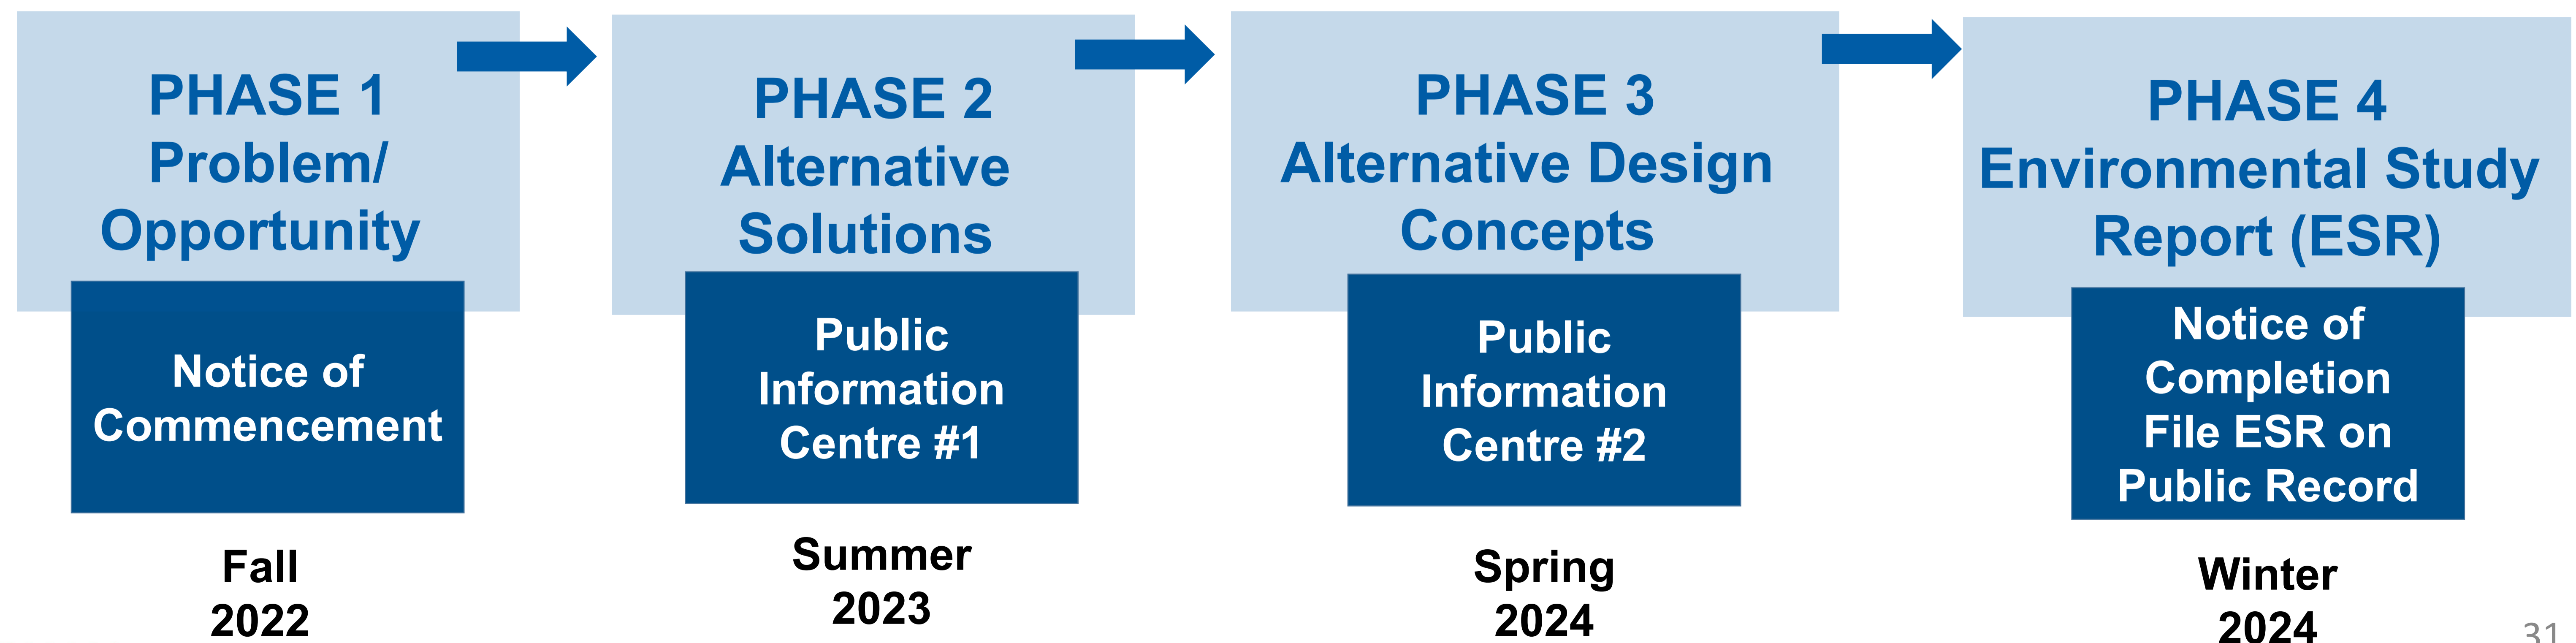 PHASE 1
Problem/
Opportunity
Notice of
Commencement
Fall
2022
PHASE 2
Alternative
Solutions
Public
Information
Centre #1
Summer
2023
PHASE 3
Alternative Design
Concepts
Public
Information
Centre #2
Spring
2024
PHASE 4
Environmental Study
Report (ESR)
Notice of
Completion
File ESR on
Public Record
Winter
2024
31